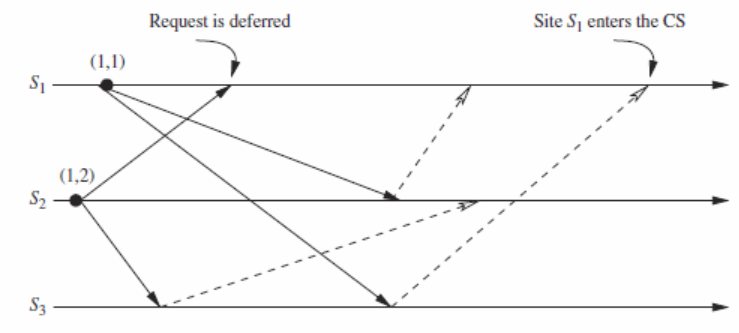 Request is deferred
Site S₁ enters the CS
(1,1)
S₁
(1,2)
S₂
S₃